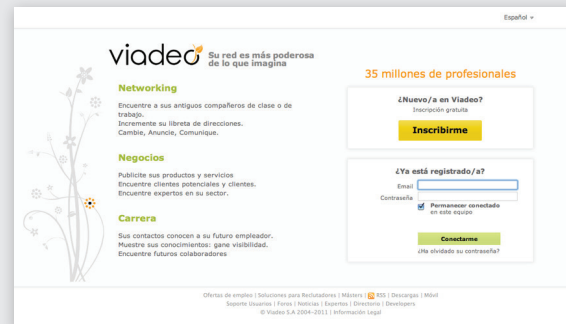 Español
viadeo Su red es más poderosa
de lo que imagina
Networking
Encuentre a sus antiguos compañeros de clase o de
trabajo.
Incremente su libreta de direcciones.
Cambie, Anuncie, Comunique.
Negocios
Publicite sus productos y servicios
Encuentre clientes potenciales y clientes.
Encuentre expertos en su sector.
Carrera
Sus contactos conocen a su futuro empleador.
Muestre sus conocimientos: gane visibilidad.
Encuentre futuros colaboradores
35 millones de profesionales
¿Nuevo/a en Viadeo?
Inscripción gratuita
Inscribirme
¿Ya está registrado/a?
Email
Contraseña
Permanecer conectado
en este equipo
Conectarme
¿Ha olvidado su contraseña?
Ofertas de empleo | Soluciones para Reclutadores | Másters | RSS | Descargas | Móvil
Soporte Usuarios | Foros | Noticias | Expertos | Directorio | Developers
© Viadeo S.A 2004-2011 | Información Legal